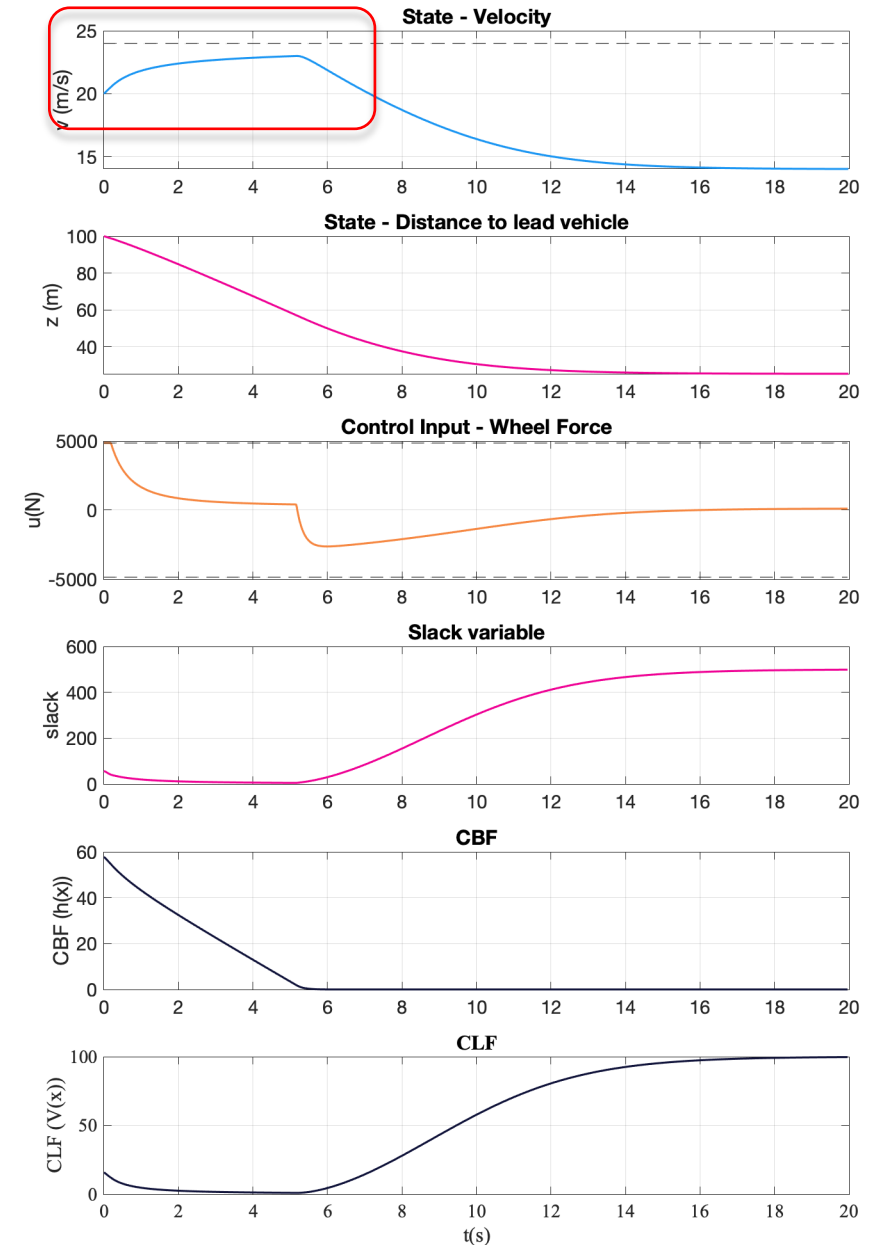 State - Velocity
25
20
15
v (m/s)
0 2 4 6 8 10 12 14 16 18 20
State - Distance to lead vehicle
100
80
60
40
z (m)
0 2 4 6 8 10 12 14 16 18 20
Control Input - Wheel Force
5000
0
-5000
u(N)
0 2 4 6 8 10 12 14 16 18 20
Slack variable
600
400
200
0
slack
0 2 4 6 8 10 12 14 16 18 20
CBF
60
40
20
0
CBF (h(x))
0 2 4 6 8 10 12 14 16 18 20
CLF
100
50
0
CLF (V(x))
0 2 4 6 8 10 12 14 16 18 20
t(s)